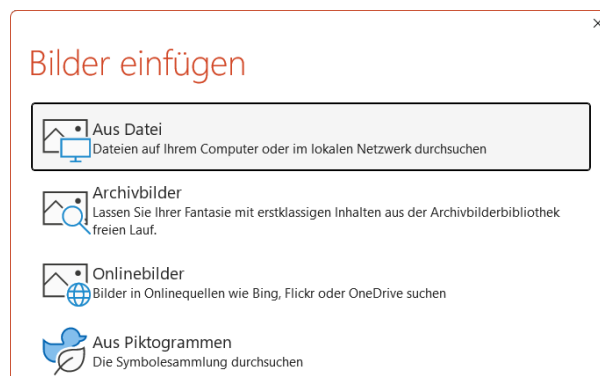 Bilder einfügen
Aus Datei
Dateien auf Ihrem Computer oder im lokalen Netzwerk durchsuchen
Archivbilder
Lassen Sie Ihrer Fantasie mit erstklassigen Inhalten aus der Archivbilderbibliothek
freien Lauf.
Onlinebilder
Bilder in Onlinequellen wie Bing, Flickr oder OneDrive suchen
Aus Piktogrammen
Die Symbolesammlung durchsuchen